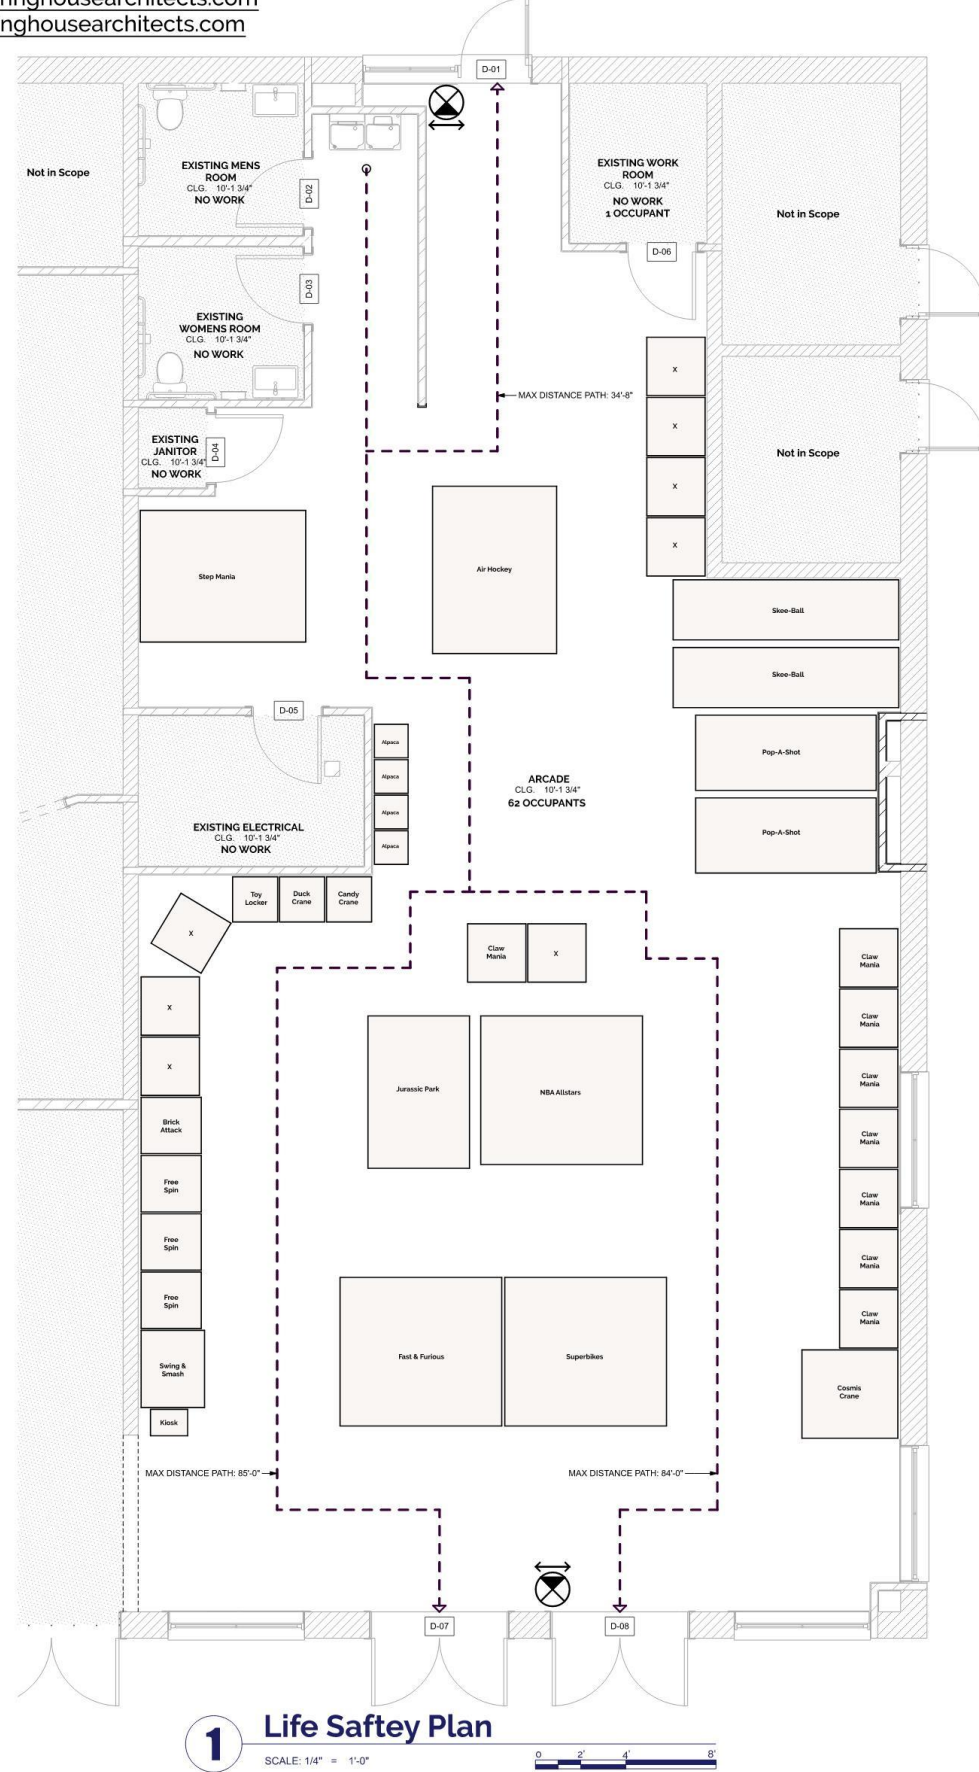 ringhousearchitects.com
nghousearchitects.com
D-01
Not in Scope
EXISTING MENS
ROOM
CLG. 10'-1 3/4"
NO WORK
D-02
EXISTING WORK
ROOM
CLG. 10'-1 3/4"
NO WORK
1 OCCUPANT
Not in Scope
D-06
D-03
EXISTING
WOMENS ROOM
CLG. 10'-1 3/4"
NO WORK
X
MAX DISTANCE PATH: 34'-8"
X
EXISTING
JANITOR
CLG. 10'-1 3/4"
NO WORK
D-04
Not in Scope
X
X
Step Mania
Air Hockey
Skee-Ball
Skee-Ball
D-05
Alpaca
Alpaca
Alpaca
Alpaca
Pop-A-Shot
ARCADE
CLG. 10'-1 3/4"
62 OCCUPANTS
Pop-A-Shot
EXISTING ELECTRICAL
CLG. 10'-1 3/4"
NO WORK
Toy
Locker
Duck
Crane
Candy
Crane
X
Claw
Mania
X
Claw
Mania
X
Claw
Mania
X
Claw
Mania
Jurassic Park
NBA Allstars
Brick
Attack
Claw
Mania
Free
Spin
Claw
Mania
Free
Spin
Claw
Mania
Free
Spin
Claw
Mania
Swing &
Smash
Fast & Furious
Superbikes
Cosmis
Crane
Kiosk
MAX DISTANCE PATH: 85'-0"
MAX DISTANCE PATH: 84'-0"
D-07
D-08
1
Life Saftey Plan
SCALE: 1/4" = 1'-0"
0 2' 4' 8'